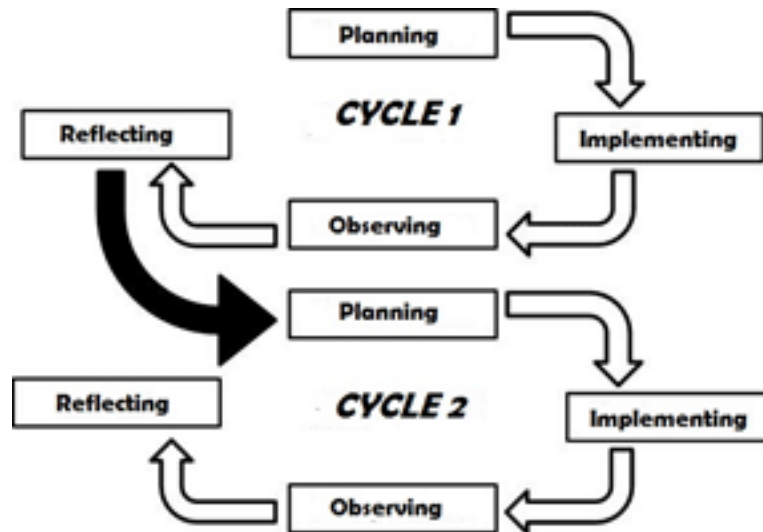 Planning
CYCLE 1
Reflecting
Implementing
Observing
Planning
Reflecting
CYCLE 2
Implementing
Observing